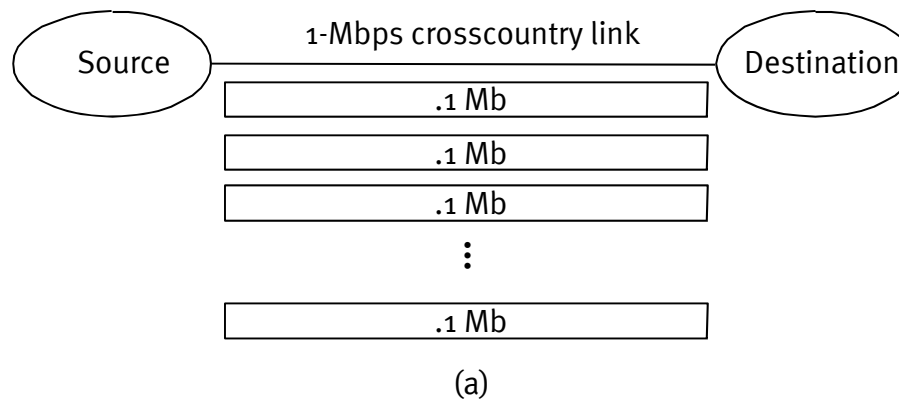 1-Mbps crosscountry link
Source
Destination
.1 Mb
.1 Mb
.1 Mb
.1 Mb
(a)